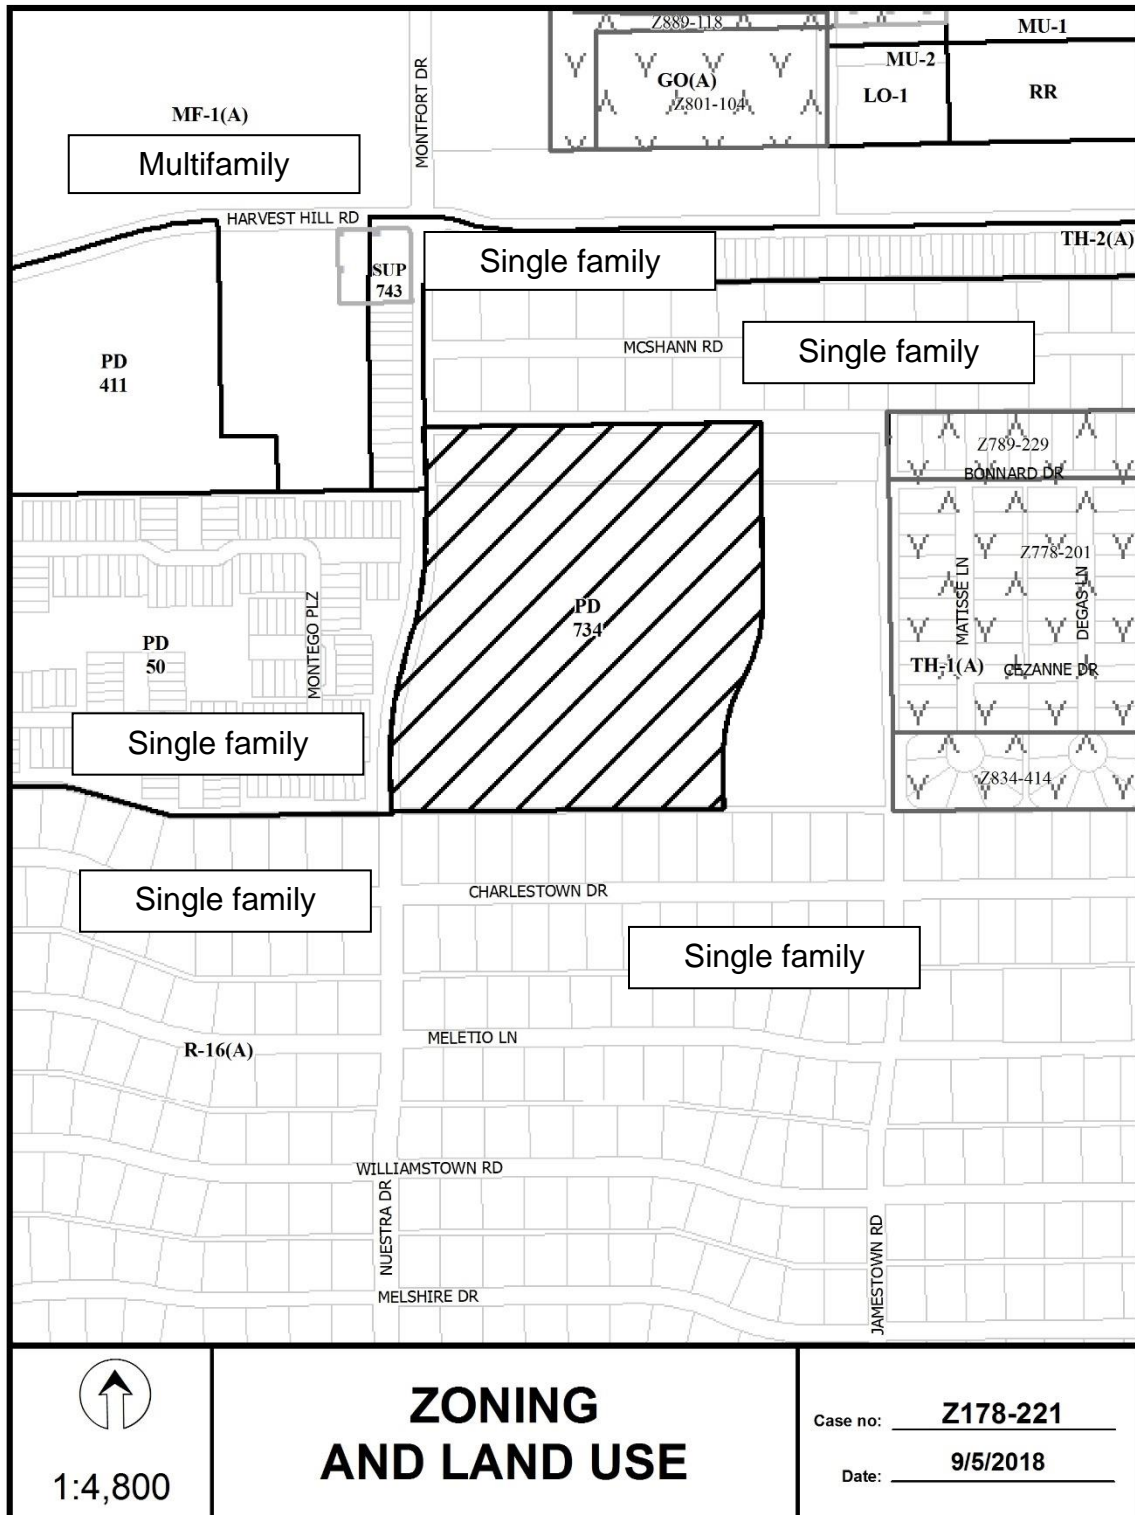 Z889-118
MU-1
MU-2
GO(A)
Z801-104
LO-1
RR
MF-1(A)
MONTFORT DR
Multifamily
HARVEST HILL RD
TH-2(A)
Single family
SUP
743
MCSHANN RD
Single family
PD
411
Z789-229
BONNARD DR
Z778-201
MATISSE LN
DEGAS LN
PD
734
MONTEGO PLZ
PD
50
TH-1(A)
CEZANNE DR
Single family
Z834-414
Single family
CHARLESTOWN DR
Single family
MELETIO LN
R-16(A)
WILLIAMSTOWN RD
NUESTRA DR
JAMESTOWN RD
MELSHIRE DR
1:4,800
ZONING
AND LAND USE
Case no: Z178-221
Date: 9/5/2018